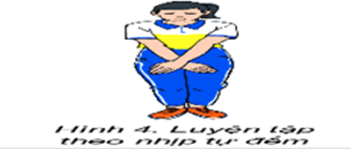 Hình 4. Luyện tập
theo nhịp tự đếm